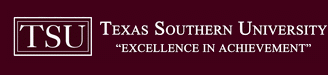 TSU
TEXAS SOUTHERN UNIVERSITY
“EXCELLENCE IN ACHIEVEMENT”